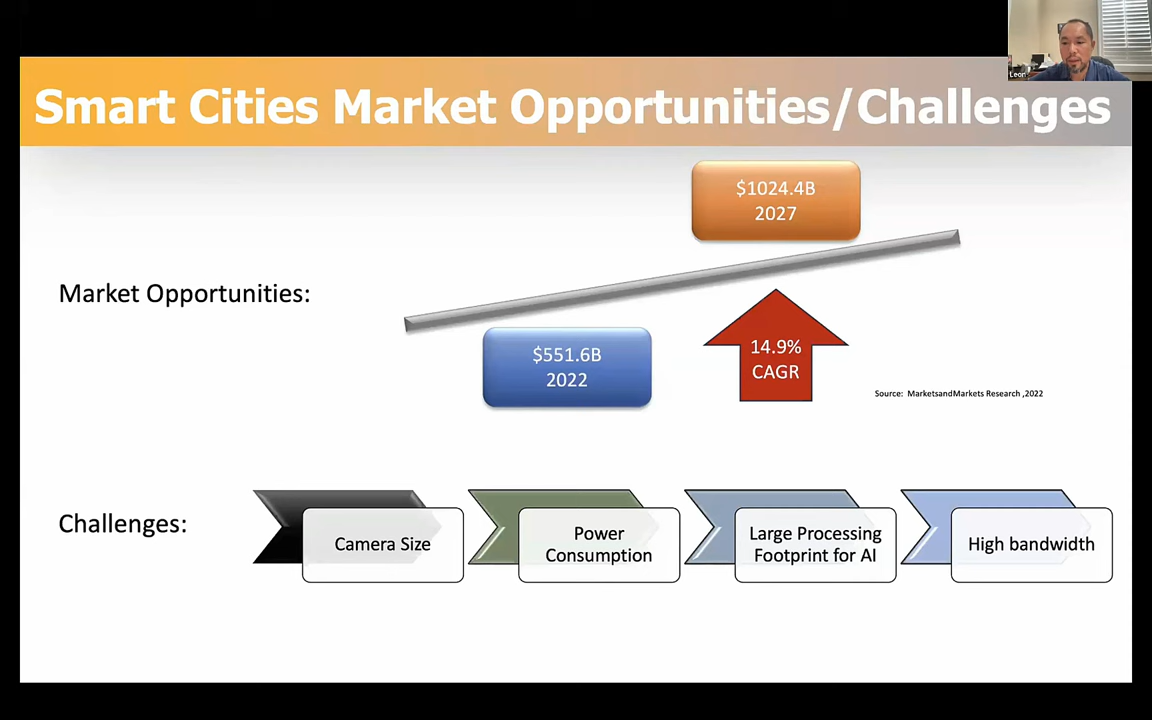 Leon
Smart Cities Market Opportunities/Challenges
$1024.4B
2027
Market Opportunities:
$551.6B
2022
14.9%
CAGR
Source:  MarketsandMarkets Research ,2022
Challenges:
Camera Size
Power
Consumption
Large Processing
Footprint for AI
High bandwidth